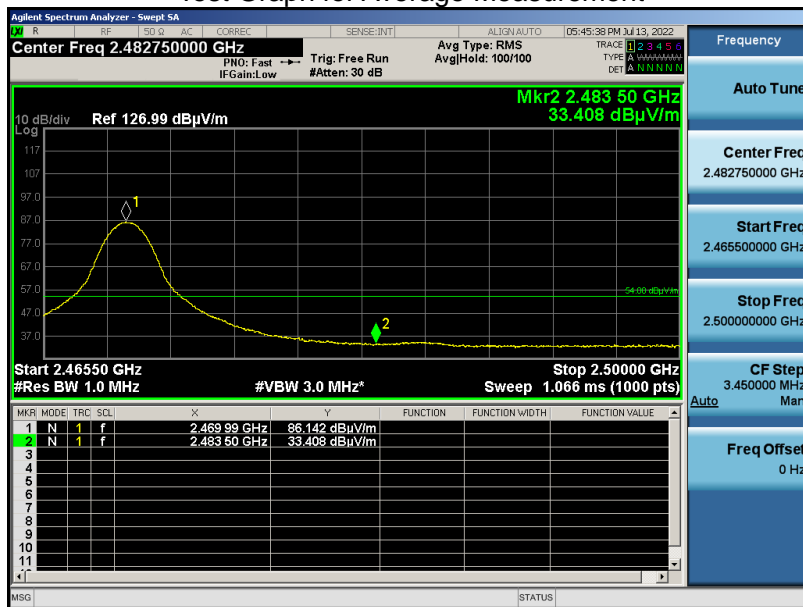 Test Graph for Average Measurement
Agilent Spectrum Analyzer - Swept SA
LXI R RF 50 Ω AC CORREC SENSE:INT ALIGN AUTO 05:45:38 PM Jul 13, 2022
Center Freq 2.482750000 GHz
PNO: Fast
IFGain:Low
Trig: Free Run
#Atten: 30 dB
Avg Type: RMS
Avg|Hold: 100/100
TRACE 1 2 3 4 5 6
TYPE A
DET A N N N N N
Mkr2 2.483 50 GHz
33.408 dBµV/m
10 dB/div Ref 126.99 dBµV/m
Log
117
107
97.0
87.0
77.0
67.0
57.0
47.0
37.0
1
54.00 dBµV/m
2
Start 2.46550 GHz Stop 2.50000 GHz
#Res BW 1.0 MHz #VBW 3.0 MHz* Sweep 1.066 ms (1000 pts)
MKR MODE TRC SCL X Y FUNCTION FUNCTION WIDTH FUNCTION VALUE
1 N 1 f 2.469 99 GHz 86.142 dBµV/m
2 N 1 f 2.483 50 GHz 33.408 dBµV/m
3
4
5
6
7
8
9
10
11
MSG STATUS
Frequency
Auto Tune
Center Freq
2.482750000 GHz
Start Freq
2.465500000 GHz
Stop Freq
2.500000000 GHz
CF Step
3.450000 MHz
Auto Man
Freq Offset
0 Hz